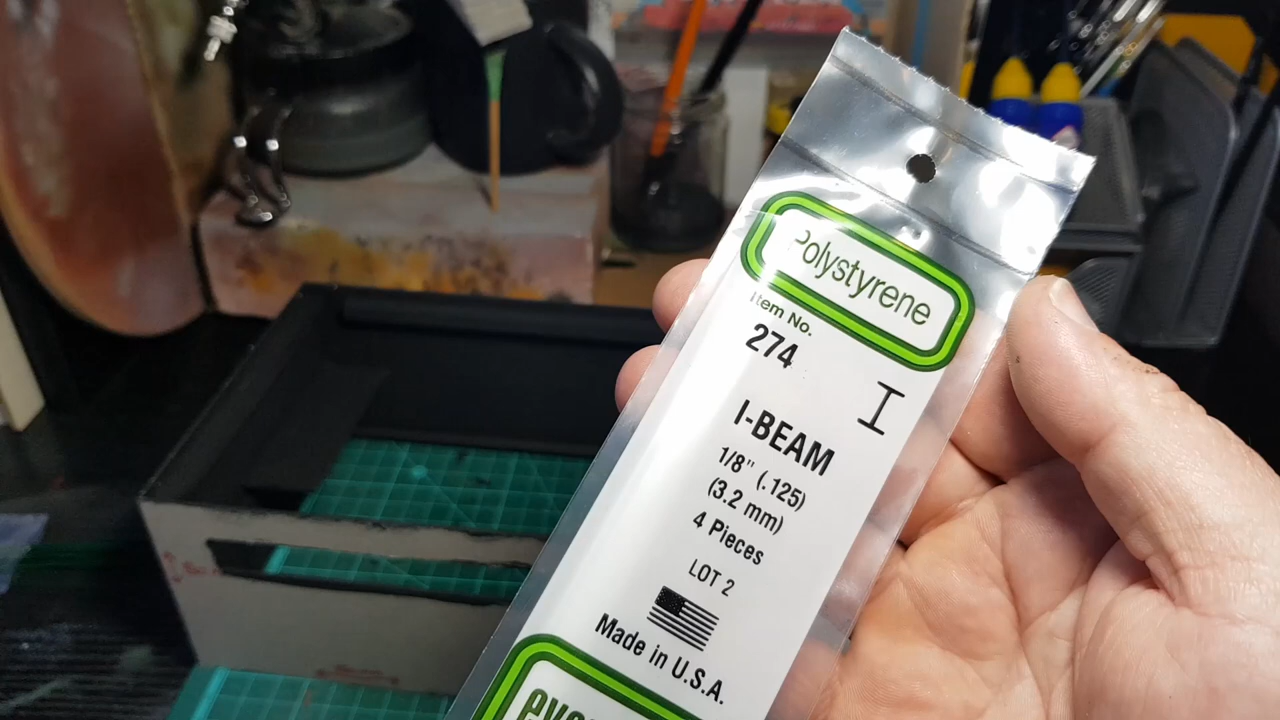 Polystyrene
Item No.
274
I-BEAM
1/8" (.125)
(3.2 mm)
4 Pieces
LOT 2
Made in U.S.A.